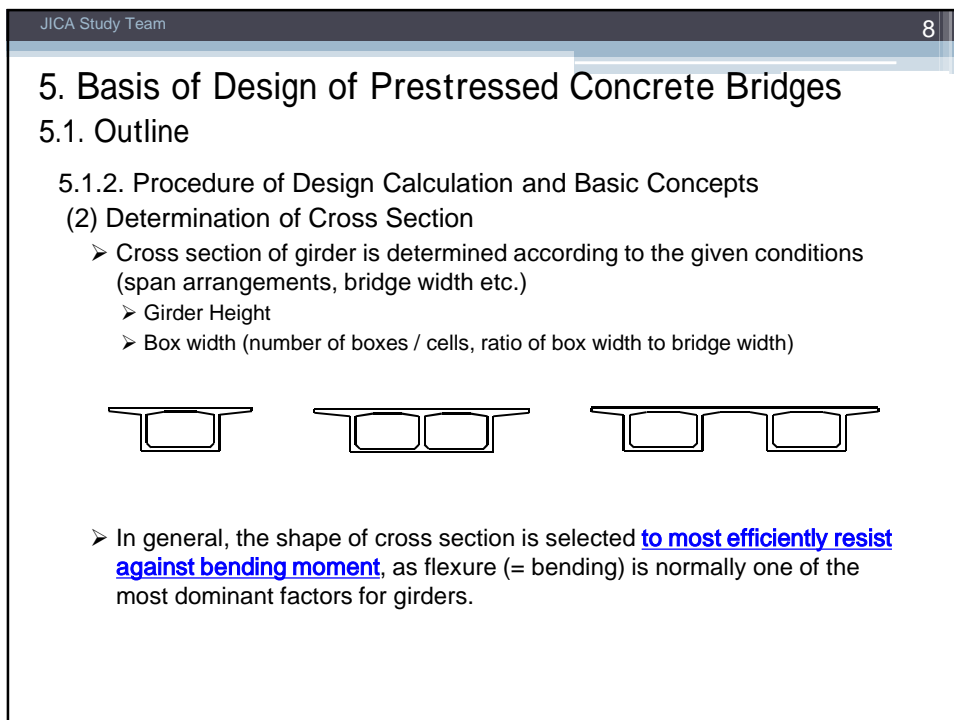 JICA Study Team
8
5. Basis of Design of Prestressed Concrete Bridges
5.1. Outline
5.1.2. Procedure of Design Calculation and Basic Concepts
(2) Determination of Cross Section
➢ Cross section of girder is determined according to the given conditions
(span arrangements, bridge width etc.)
➢ Girder Height
➢ Box width (number of boxes / cells, ratio of box width to bridge width)
➢ In general, the shape of cross section is selected to most efficiently resist
against bending moment, as flexure (= bending) is normally one of the
most dominant factors for girders.